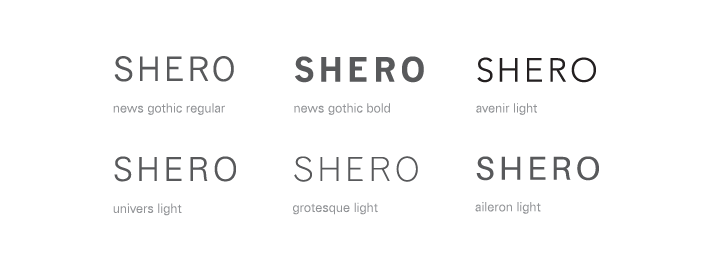 SHERO SHERO SHERO
news gothic regular news gothic bold avenir light
SHERO SHERO SHERO
univers light grotesque light aileron light